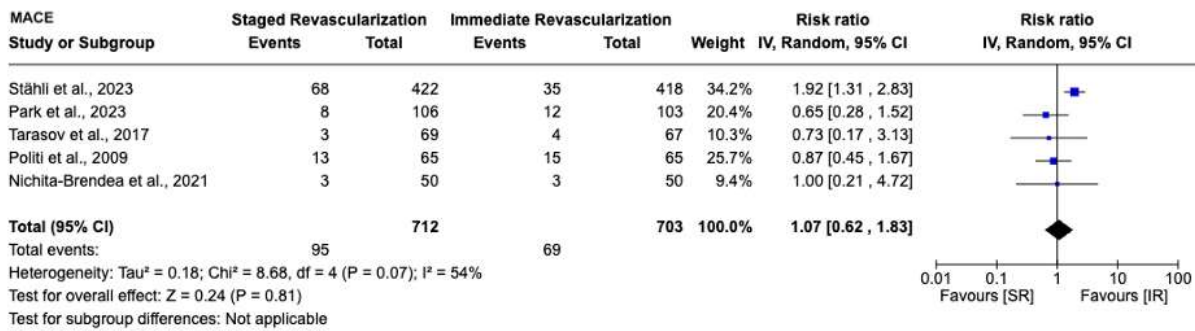 MACE Staged Revascularization Immediate Revascularization Risk ratio Risk ratio
Study or Subgroup Events Total Events Total Weight IV, Random, 95% CI IV, Random, 95% CI
Stähli et al., 2023 68 422 35 418 34.2% 1.92 [1.31 , 2.83]
Park et al., 2023 8 106 12 103 20.4% 0.65 [0.28 , 1.52]
Tarasov et al., 2017 3 69 4 67 10.3% 0.73 [0.17 , 3.13]
Politi et al., 2009 13 65 15 65 25.7% 0.87 [0.45 , 1.67]
Nichita-Brendea et al., 2021 3 50 3 50 9.4% 1.00 [0.21 , 4.72]
Total (95% CI) 712 703 100.0% 1.07 [0.62 , 1.83]
Total events: 95 69
Heterogeneity: Tau² = 0.18; Chi² = 8.68, df = 4 (P = 0.07); I² = 54%
0.01 0.1 1 10 100
Test for overall effect: Z = 0.24 (P = 0.81)
Favours [SR] Favours [IR]
Test for subgroup differences: Not applicable